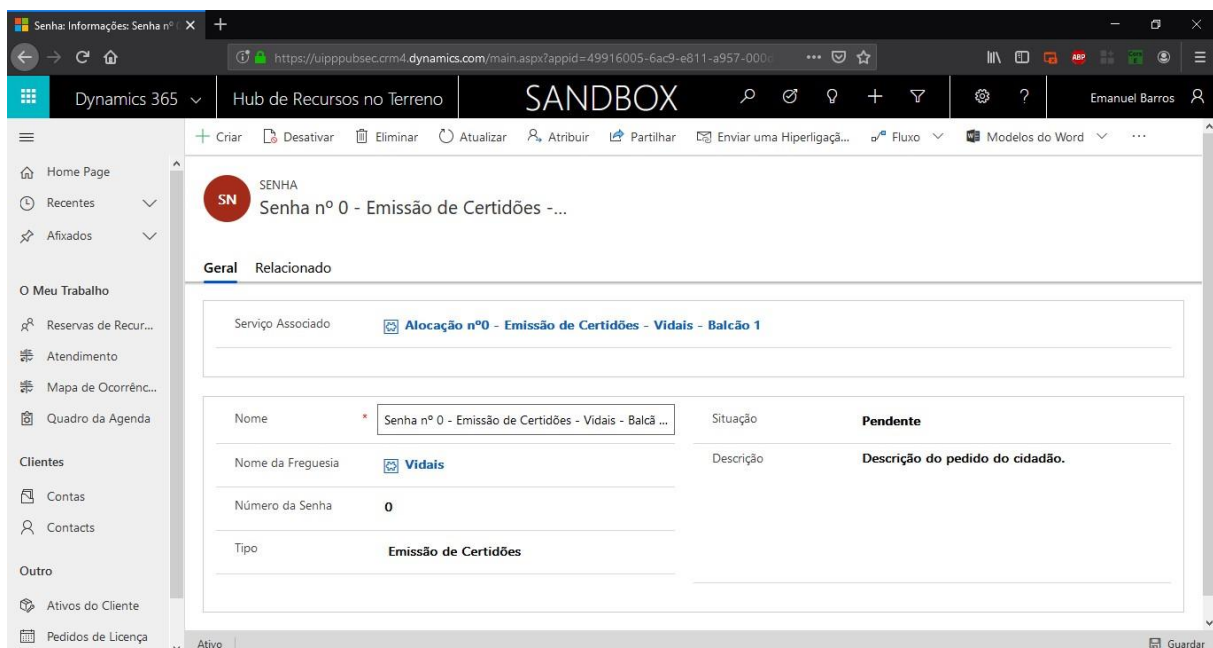 Senha: Informações: Senha nº
https://uipppubsec.crm4.dynamics.com/main.aspx?appid=49916005-6ac9-e811-a957-000
ABP
Dynamics 365
Hub de Recursos no Terreno
SANDBOX
Emanuel Barros
Criar Desativar Eliminar Atualizar Atribuir Partilhar Enviar uma Hiperligaçã... Fluxo Modelos do Word ...
Home Page
Recentes
Afixados
O Meu Trabalho
Reservas de Recur...
Atendimento
Mapa de Ocorrênc...
Quadro da Agenda
Clientes
Contas
Contacts
Outro
Ativos do Cliente
Pedidos de Licença
SN
SENHA
Senha nº 0 - Emissão de Certidões -...
Geral Relacionado
Serviço Associado Alocação nº0 - Emissão de Certidões - Vidais - Balcão 1
Nome * Senha nº 0 - Emissão de Certidões - Vidais - Balcã ...
Nome da Freguesia Vidais
Número da Senha 0
Tipo Emissão de Certidões
Situação Pendente
Descrição Descrição do pedido do cidadão.
Ativo
Guardar